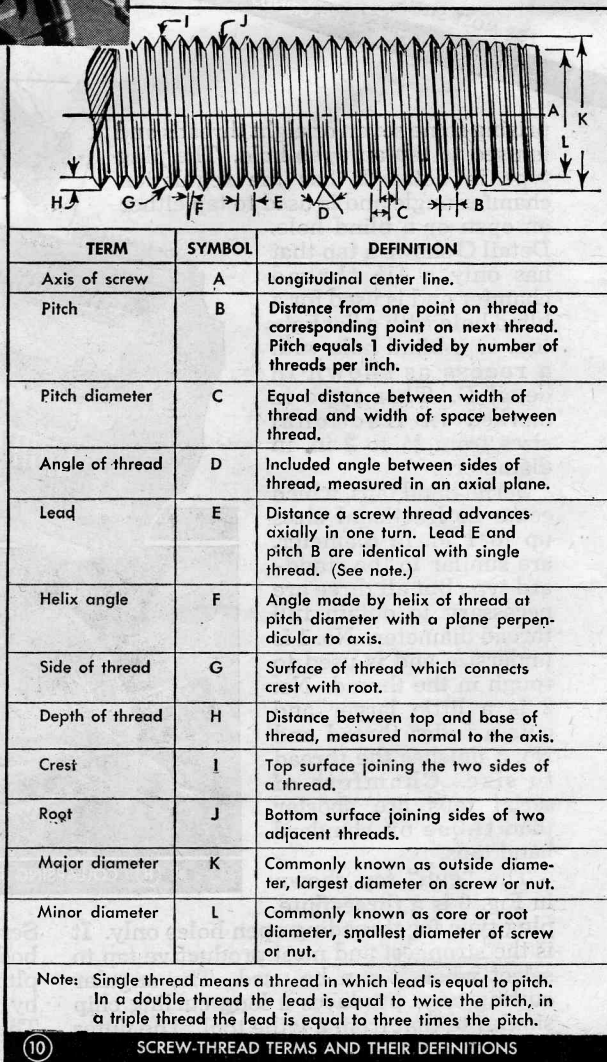 I J
A
K
L
H G F E D C B
TERM SYMBOL DEFINITION
Axis of screw A Longitudinal center line.
Pitch B Distance from one point on thread to
corresponding point on next thread.
Pitch equals 1 divided by number of
threads per inch.
Pitch diameter C Equal distance between width of
thread and width of space between
thread.
Angle of thread D Included angle between sides of
thread, measured in an axial plane.
Lead E Distance a screw thread advances
axially in one turn. Lead E and
pitch B are identical with single
thread. (See note.)
Helix angle F Angle made by helix of thread at
pitch diameter with a plane perpen-
dicular to axis.
Side of thread G Surface of thread which connects
crest with root.
Depth of thread H Distance between top and base of
thread, measured normal to the axis.
Crest I Top surface joining the two sides of
a thread.
Root J Bottom surface joining sides of two
adjacent threads.
Major diameter K Commonly known as outside diame-
ter, largest diameter on screw or nut.
Minor diameter L Commonly known as core or root
diameter, smallest diameter of screw
or nut.
Note: Single thread means a thread in which lead is equal to pitch.
In a double thread the lead is equal to twice the pitch, in
a triple thread the lead is equal to three times the pitch.
10 SCREW-THREAD TERMS AND THEIR DEFINITIONS